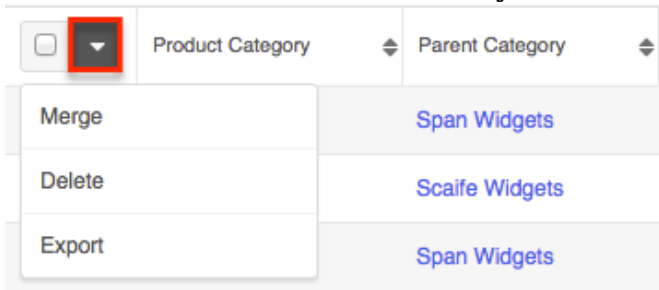 Product Category Parent Category
Merge
Span Widgets
Delete
Scaife Widgets
Export
Span Widgets